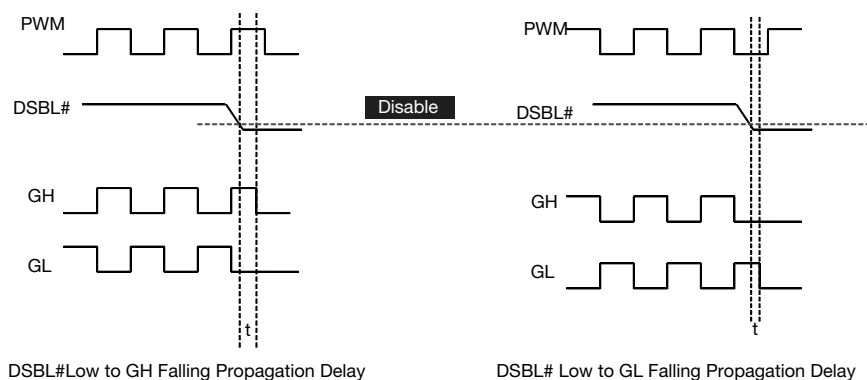 PWM
DSBL#
GH
GL
t
DSBL#Low to GH Falling Propagation Delay
Disable
PWM
DSBL#
GH
GL
t
DSBL# Low to GL Falling Propagation Delay